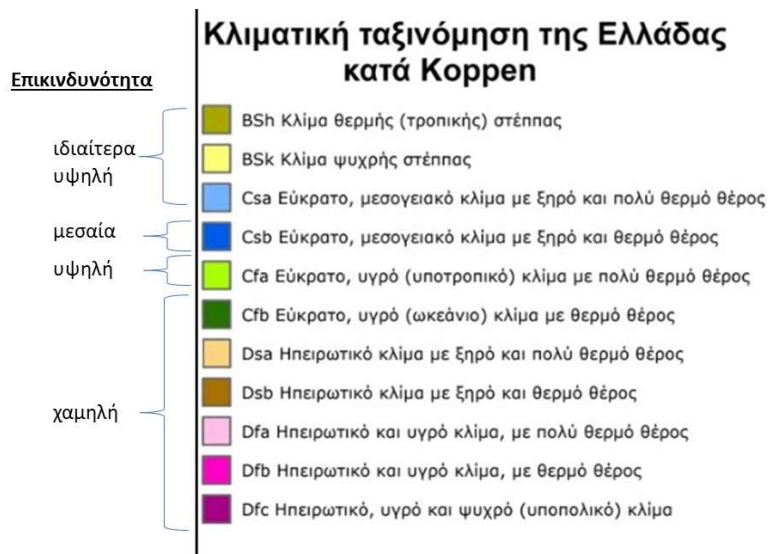 Κλιματική ταξινόμηση της Ελλάδας
κατά Koppen
Επικινδυνότητα
ιδιαίτερα
υψηλή
μεσαία
υψηλή
χαμηλή
BSh Κλίμα θερμής (τροπικής) στέππας
BSk Κλίμα ψυχρής στέππας
Csa Εύκρατο, μεσογειακό κλίμα με ξηρό και πολύ θερμό θέρος
Csb Εύκρατο, μεσογειακό κλίμα με ξηρό και θερμό θέρος
Cfa Εύκρατο, υγρό (υποτροπικό) κλίμα με πολύ θερμό θέρος
Cfb Εύκρατο, υγρό (ωκεάνιο) κλίμα με θερμό θέρος
Dsa Ηπειρωτικό κλίμα με ξηρό και πολύ θερμό θέρος
Dsb Ηπειρωτικό κλίμα με ξηρό και θερμό θέρος
Dfa Ηπειρωτικό και υγρό κλίμα, με πολύ θερμό θέρος
Dfb Ηπειρωτικό και υγρό κλίμα, με θερμό θέρος
Dfc Ηπειρωτικό, υγρό και ψυχρό (υποπολικό) κλίμα